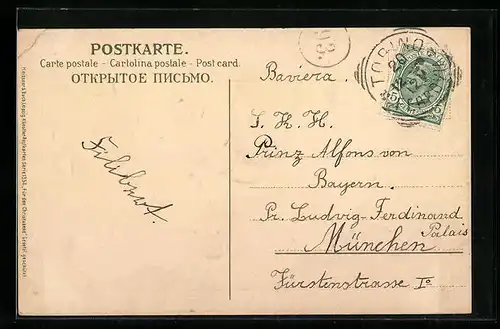 POSTKARTE.
Carte postale – Cartolina postale – Post card.
ОТКРЫТОЕ ПИСЬМО.
TORINO
Baviera.
S. K. H.
Prinz Alfons von
Bayern.
Pr. Ludwig-Ferdinand
Palais
München
Fürstenstrasse 1º